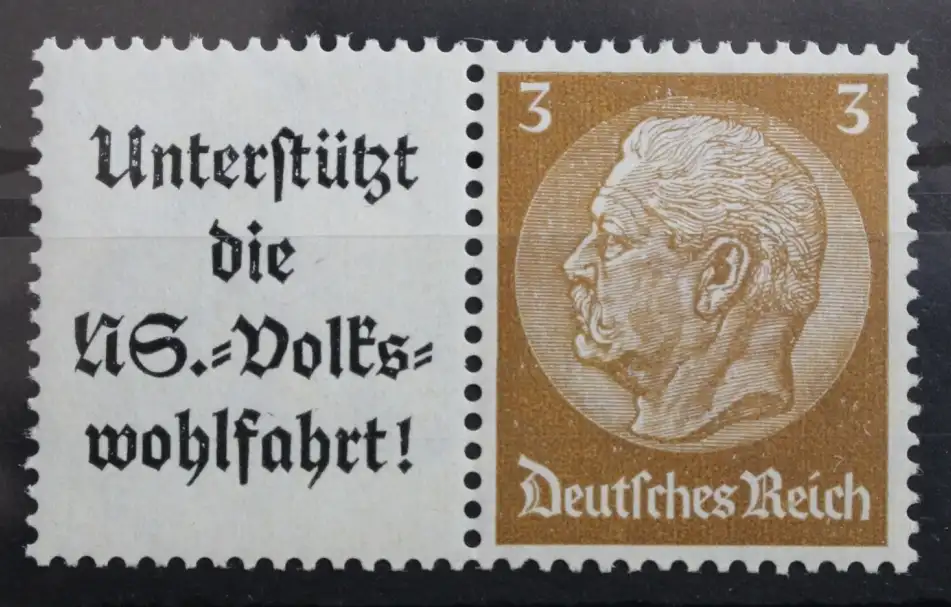 Unterstützt
die
NS.-Volks-
wohlfahrt!
3 3
Deutsches Reich